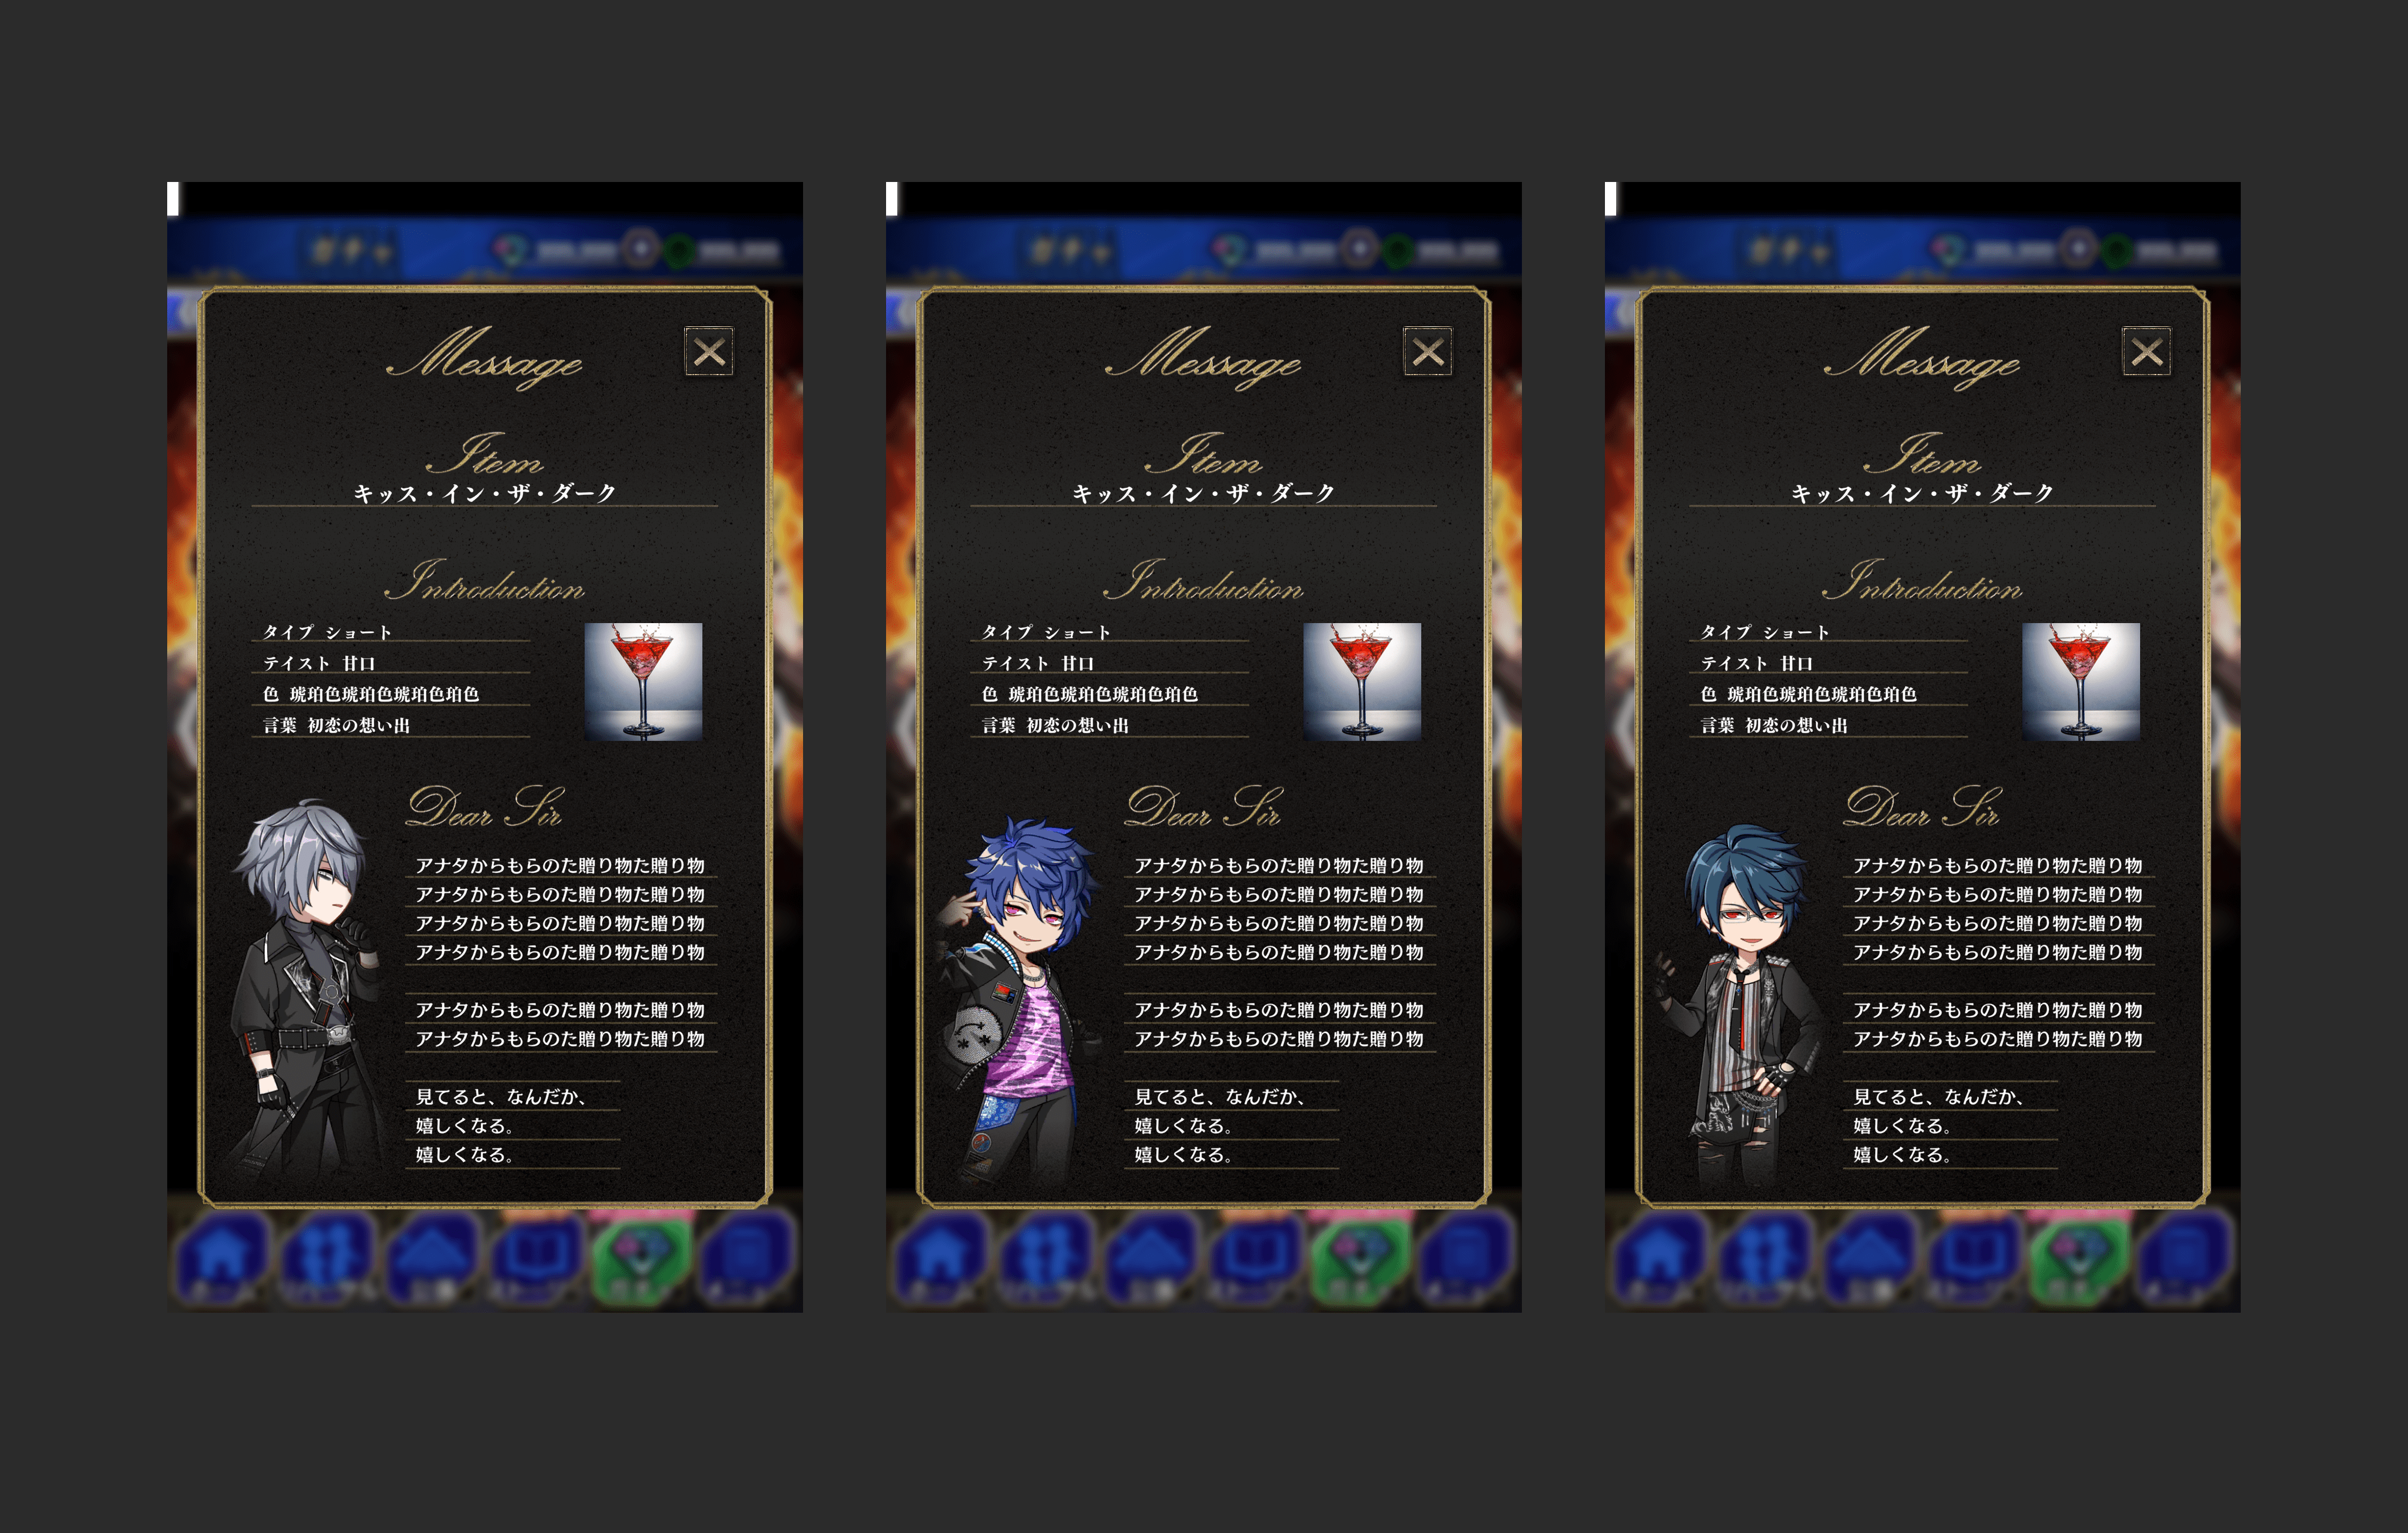 Message
Item
キッス・イン・ザ・ダーク
Introduction
タイプ ショート
テイスト 甘口
色 琥珀色琥珀色琥珀色珀色
言葉 初恋の想い出
Dear Sir
アナタからもらのた贈り物た贈り物
アナタからもらのた贈り物た贈り物
アナタからもらのた贈り物た贈り物
アナタからもらのた贈り物た贈り物
アナタからもらのた贈り物た贈り物
アナタからもらのた贈り物た贈り物
見てると、なんだか、
嬉しくなる。
嬉しくなる。
Message
Item
キッス・イン・ザ・ダーク
Introduction
タイプ ショート
テイスト 甘口
色 琥珀色琥珀色琥珀色珀色
言葉 初恋の想い出
Dear Sir
アナタからもらのた贈り物た贈り物
アナタからもらのた贈り物た贈り物
アナタからもらのた贈り物た贈り物
アナタからもらのた贈り物た贈り物
アナタからもらのた贈り物た贈り物
アナタからもらのた贈り物た贈り物
見てると、なんだか、
嬉しくなる。
嬉しくなる。
Message
Item
キッス・イン・ザ・ダーク
Introduction
タイプ ショート
テイスト 甘口
色 琥珀色琥珀色琥珀色珀色
言葉 初恋の想い出
Dear Sir
アナタからもらのた贈り物た贈り物
アナタからもらのた贈り物た贈り物
アナタからもらのた贈り物た贈り物
アナタからもらのた贈り物た贈り物
アナタからもらのた贈り物た贈り物
アナタからもらのた贈り物た贈り物
見てると、なんだか、
嬉しくなる。
嬉しくなる。